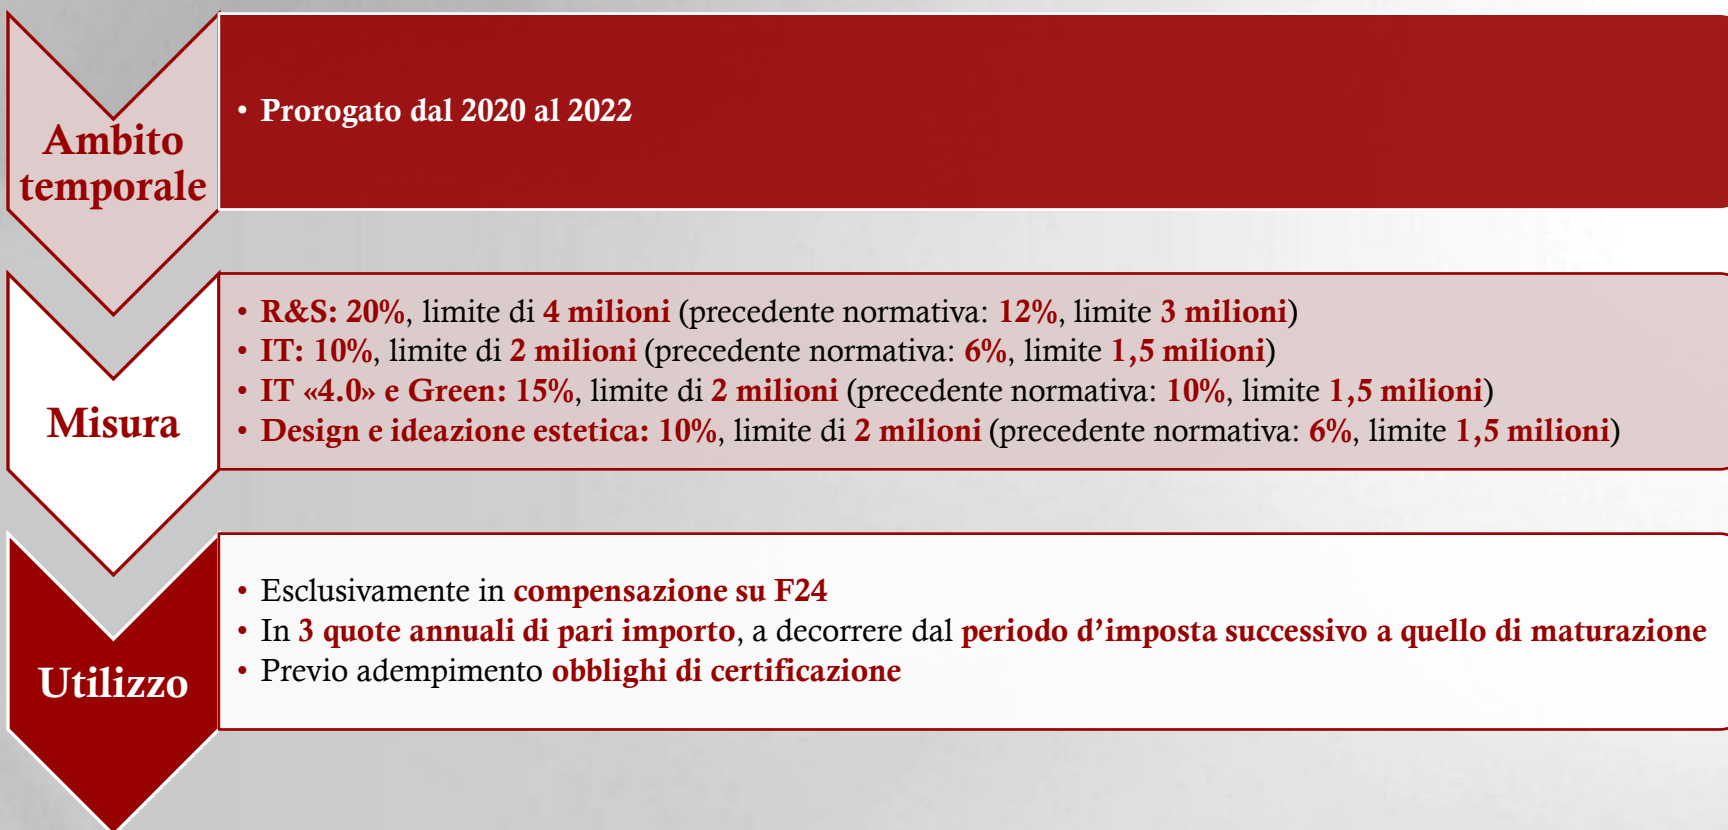 Ambito
temporale
• Prorogato dal 2020 al 2022
Misura
• R&S: 20%, limite di 4 milioni (precedente normativa: 12%, limite 3 milioni)
• IT: 10%, limite di 2 milioni (precedente normativa: 6%, limite 1,5 milioni)
• IT «4.0» e Green: 15%, limite di 2 milioni (precedente normativa: 10%, limite 1,5 milioni)
• Design e ideazione estetica: 10%, limite di 2 milioni (precedente normativa: 6%, limite 1,5 milioni)
Utilizzo
• Esclusivamente in compensazione su F24
• In 3 quote annuali di pari importo, a decorrere dal periodo d’imposta successivo a quello di maturazione
• Previo adempimento obblighi di certificazione